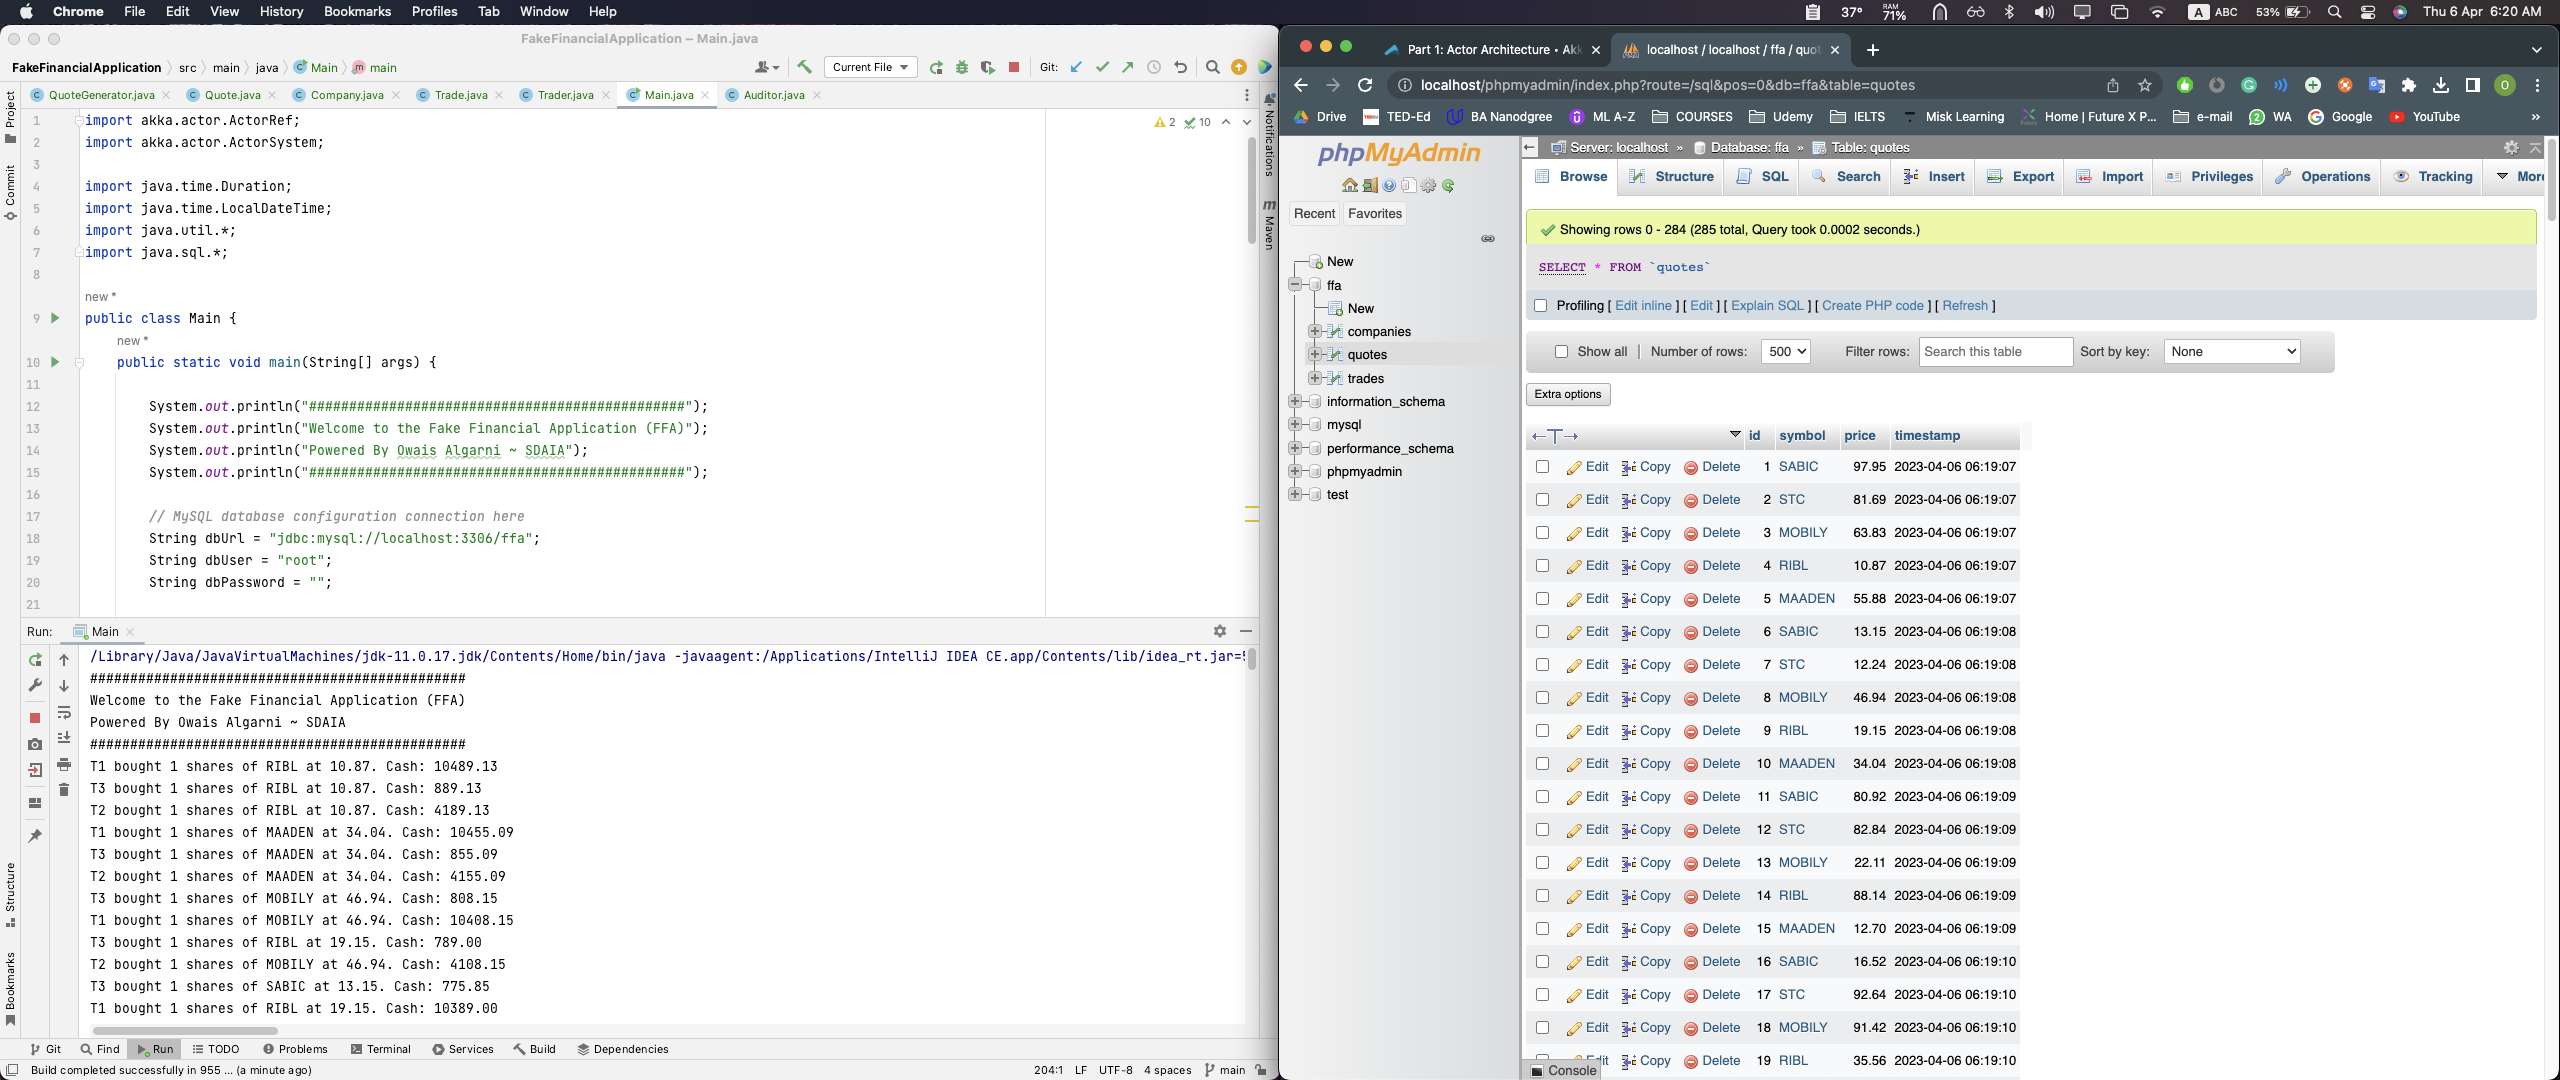 Chrome File Edit View History Bookmarks Profiles Tab Window Help
37° RAM 71% A ABC 53% Thu 6 Apr 6:20 AM
FakeFinancialApplication – Main.java
FakeFinancialApplication src main java Main main
Current File Git:
QuoteGenerator.java Quote.java Company.java Trade.java Trader.java Main.java Auditor.java
Project
Commit
Structure
Bookmarks
Notifications
m Maven
2 10
1 import akka.actor.ActorRef;
2 import akka.actor.ActorSystem;
3
4 import java.time.Duration;
5 import java.time.LocalDateTime;
6 import java.util.*;
7 import java.sql.*;
8
new *
9 public class Main {
new *
10 public static void main(String[] args) {
11
12 System.out.println("###############################################");
13 System.out.println("Welcome to the Fake Financial Application (FFA)");
14 System.out.println("Powered By Owais Algarni ~ SDAIA");
15 System.out.println("###############################################");
16
17 // MySQL database configuration connection here
18 String dbUrl = "jdbc:mysql://localhost:3306/ffa";
19 String dbUser = "root";
20 String dbPassword = "";
21
Run: Main
/Library/Java/JavaVirtualMachines/jdk-11.0.17.jdk/Contents/Home/bin/java -javaagent:/Applications/IntelliJ IDEA CE.app/Contents/lib/idea_rt.jar=
###############################################
Welcome to the Fake Financial Application (FFA)
Powered By Owais Algarni ~ SDAIA
###############################################
T1 bought 1 shares of RIBL at 10.87. Cash: 10489.13
T3 bought 1 shares of RIBL at 10.87. Cash: 889.13
T2 bought 1 shares of RIBL at 10.87. Cash: 4189.13
T1 bought 1 shares of MAADEN at 34.04. Cash: 10455.09
T3 bought 1 shares of MAADEN at 34.04. Cash: 855.09
T2 bought 1 shares of MAADEN at 34.04. Cash: 4155.09
T3 bought 1 shares of MOBILY at 46.94. Cash: 808.15
T1 bought 1 shares of MOBILY at 46.94. Cash: 10408.15
T3 bought 1 shares of RIBL at 19.15. Cash: 789.00
T2 bought 1 shares of MOBILY at 46.94. Cash: 4108.15
T3 bought 1 shares of SABIC at 13.15. Cash: 775.85
T1 bought 1 shares of RIBL at 19.15. Cash: 10389.00
Git Find Run TODO Problems Terminal Services Build Dependencies
Build completed successfully in 955 ... (a minute ago) 204:1 LF UTF-8 4 spaces main
Part 1: Actor Architecture • Akk localhost / localhost / ffa / quot
localhost/phpmyadmin/index.php?route=/sql&pos=0&db=ffa&table=quotes O
Drive TED-Ed BA Nanodgree ML A-Z COURSES Udemy IELTS Misk Learning Home | Future X P... e-mail WA Google YouTube »
phpMyAdmin
Recent Favorites
New
ffa
New
companies
quotes
trades
information_schema
mysql
performance_schema
phpmyadmin
test
Server: localhost » Database: ffa » Table: quotes
Browse Structure SQL Search Insert Export Import Privileges Operations Tracking More
Showing rows 0 - 284 (285 total, Query took 0.0002 seconds.)
SELECT * FROM `quotes`
Profiling [ Edit inline ] [ Edit ] [ Explain SQL ] [ Create PHP code ] [ Refresh ]
Show all | Number of rows: 500 Filter rows: Search this table Sort by key: None
Extra options
←T→ id symbol price timestamp
Edit Copy Delete 1 SABIC 97.95 2023-04-06 06:19:07
Edit Copy Delete 2 STC 81.69 2023-04-06 06:19:07
Edit Copy Delete 3 MOBILY 63.83 2023-04-06 06:19:07
Edit Copy Delete 4 RIBL 10.87 2023-04-06 06:19:07
Edit Copy Delete 5 MAADEN 55.88 2023-04-06 06:19:07
Edit Copy Delete 6 SABIC 13.15 2023-04-06 06:19:08
Edit Copy Delete 7 STC 12.24 2023-04-06 06:19:08
Edit Copy Delete 8 MOBILY 46.94 2023-04-06 06:19:08
Edit Copy Delete 9 RIBL 19.15 2023-04-06 06:19:08
Edit Copy Delete 10 MAADEN 34.04 2023-04-06 06:19:08
Edit Copy Delete 11 SABIC 80.92 2023-04-06 06:19:09
Edit Copy Delete 12 STC 82.84 2023-04-06 06:19:09
Edit Copy Delete 13 MOBILY 22.11 2023-04-06 06:19:09
Edit Copy Delete 14 RIBL 88.14 2023-04-06 06:19:09
Edit Copy Delete 15 MAADEN 12.70 2023-04-06 06:19:09
Edit Copy Delete 16 SABIC 16.52 2023-04-06 06:19:10
Edit Copy Delete 17 STC 92.64 2023-04-06 06:19:10
Edit Copy Delete 18 MOBILY 91.42 2023-04-06 06:19:10
Edit Copy Delete 19 RIBL 35.56 2023-04-06 06:19:10
Console